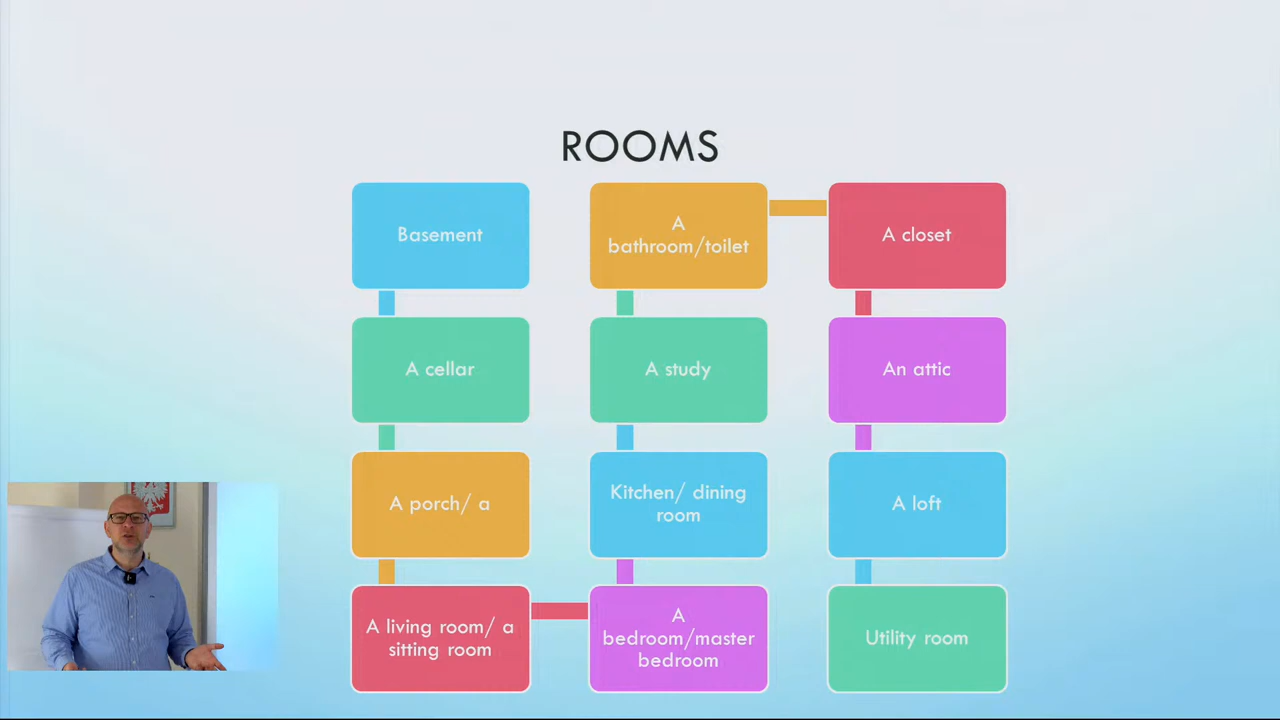 ROOMS
Basement
A cellar
A porch/ a
A living room/ a
sitting room
A
bedroom/master
bedroom
Kitchen/ dining
room
A study
A
bathroom/toilet
A closet
An attic
A loft
Utility room